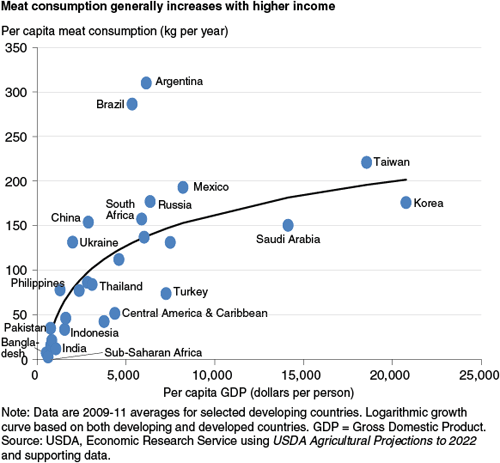 Meat consumption generally increases with higher income
Per capita meat consumption (kg per year)
350
300
250
200
150
100
50
0
Argentina
Brazil
Taiwan
Mexico
Korea
South
Africa
Russia
China
Saudi Arabia
Ukraine
Philippines
Thailand
Turkey
Central America & Caribbean
Pakistan
Indonesia
Bangla-
desh
India
Sub-Saharan Africa
0
5,000
10,000
15,000
20,000
25,000
Per capita GDP (dollars per person)
Note: Data are 2009-11 averages for selected developing countries. Logarithmic growth
curve based on both developing and developed countries. GDP = Gross Domestic Product.
Source: USDA, Economic Research Service using USDA Agricultural Projections to 2022
and supporting data.